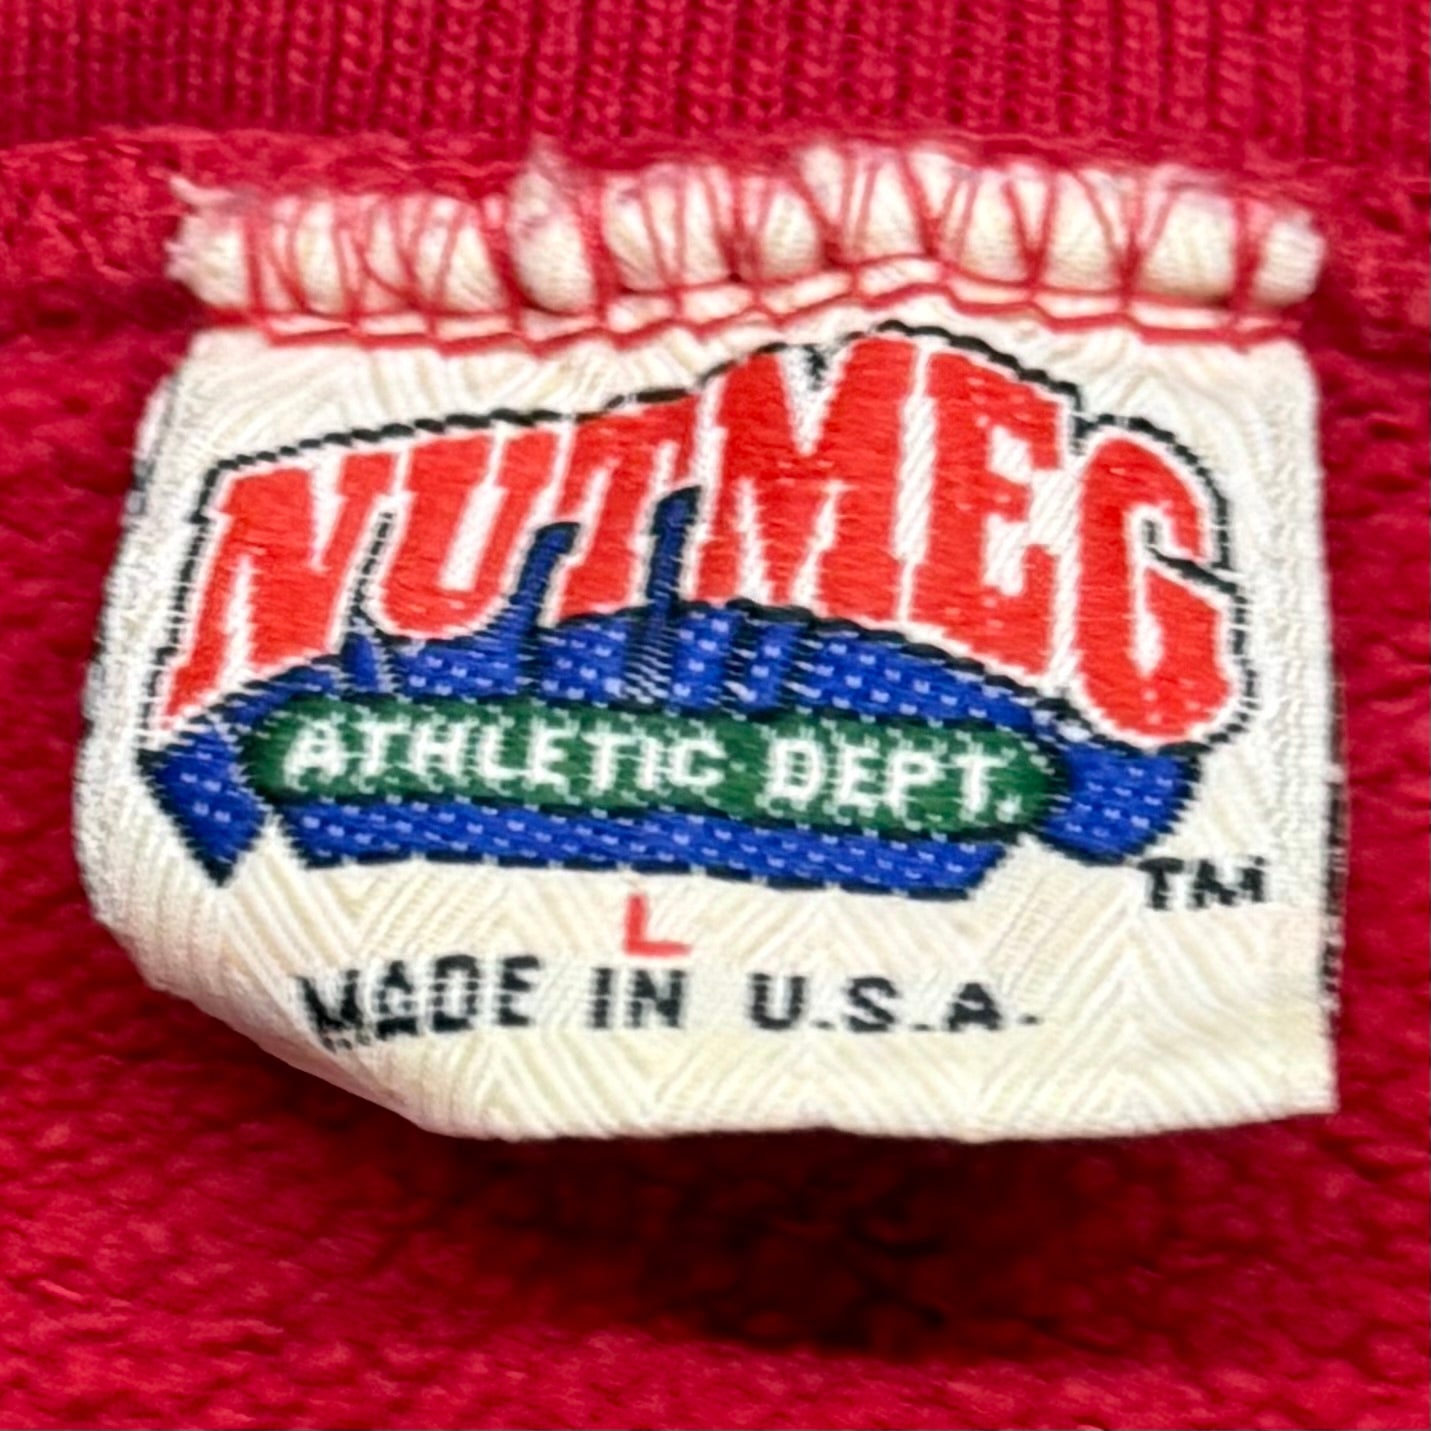 NUTMEG
ATHLETIC DEPT.
TM
L
MADE IN U.S.A.